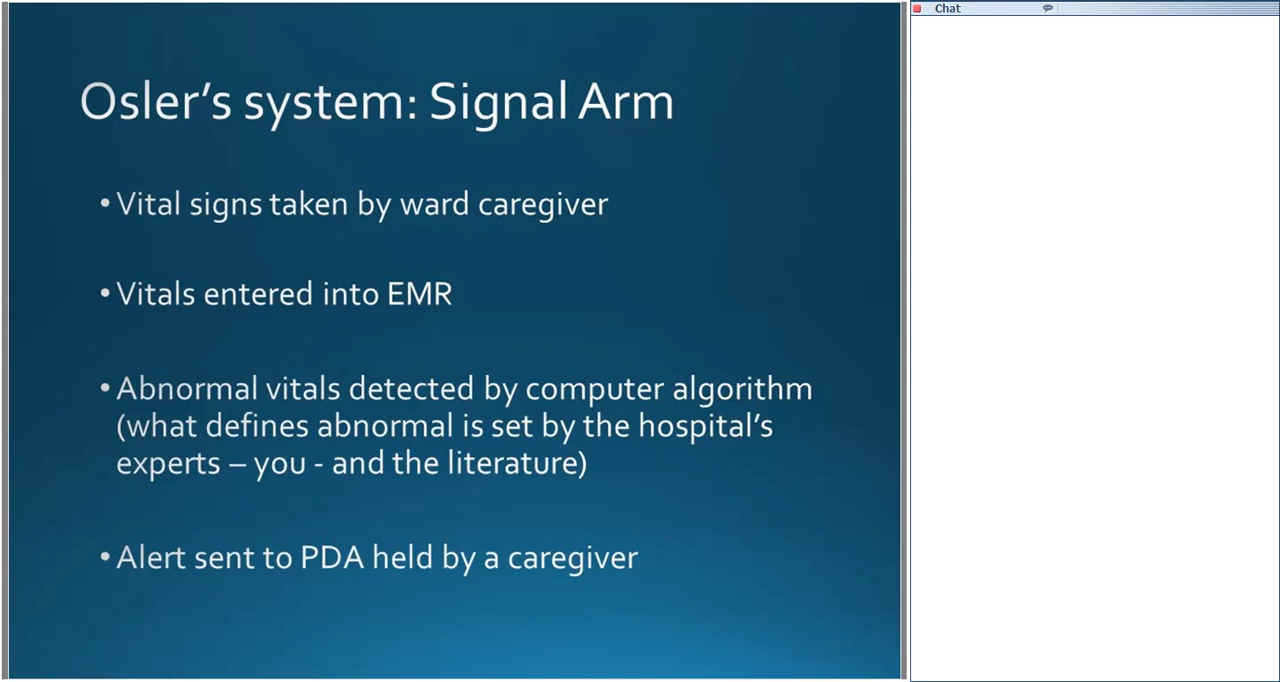 Osler's system: Signal Arm
• Vital signs taken by ward caregiver
• Vitals entered into EMR
• Abnormal vitals detected by computer algorithm
(what defines abnormal is set by the hospital's
experts – you - and the literature)
• Alert sent to PDA held by a caregiver
Chat